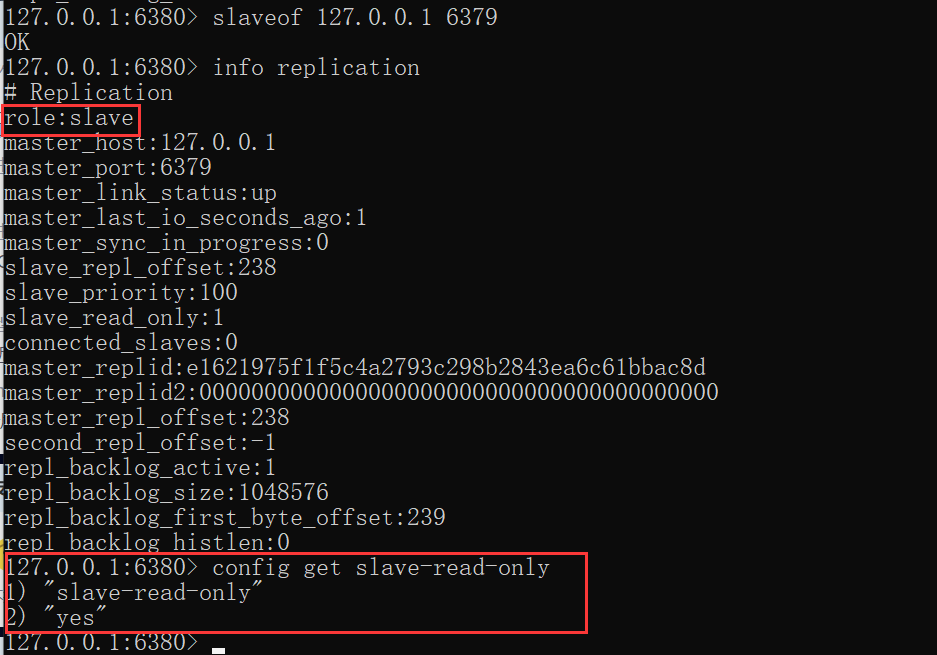 127.0.0.1:6380> slaveof 127.0.0.1 6379
OK
127.0.0.1:6380> info replication
# Replication
role:slave
master_host:127.0.0.1
master_port:6379
master_link_status:up
master_last_io_seconds_ago:1
master_sync_in_progress:0
slave_repl_offset:238
slave_priority:100
slave_read_only:1
connected_slaves:0
master_replid:e1621975f1f5c4a2793c298b2843ea6c61bbac8d
master_replid2:0000000000000000000000000000000000000000
master_repl_offset:238
second_repl_offset:-1
repl_backlog_active:1
repl_backlog_size:1048576
repl_backlog_first_byte_offset:239
repl_backlog_histlen:0
127.0.0.1:6380> config get slave-read-only
1) "slave-read-only"
2) "yes"
127.0.0.1:6380>